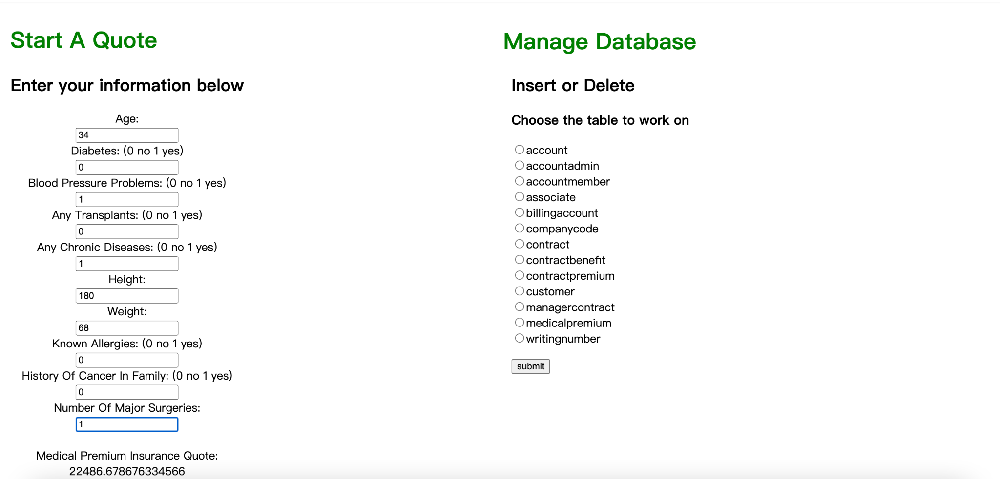 Start A Quote
Enter your information below
Age:
34
Diabetes: (0 no 1 yes)
0
Blood Pressure Problems: (0 no 1 yes)
1
Any Transplants: (0 no 1 yes)
0
Any Chronic Diseases: (0 no 1 yes)
1
Height:
180
Weight:
68
Known Allergies: (0 no 1 yes)
0
History Of Cancer In Family: (0 no 1 yes)
0
Number Of Major Surgeries:
1
Medical Premium Insurance Quote:
22486.678676334566
Manage Database
Insert or Delete
Choose the table to work on
account
accountadmin
accountmember
associate
billingaccount
companycode
contract
contractbenefit
contractpremium
customer
managercontract
medicalpremium
writingnumber
submit